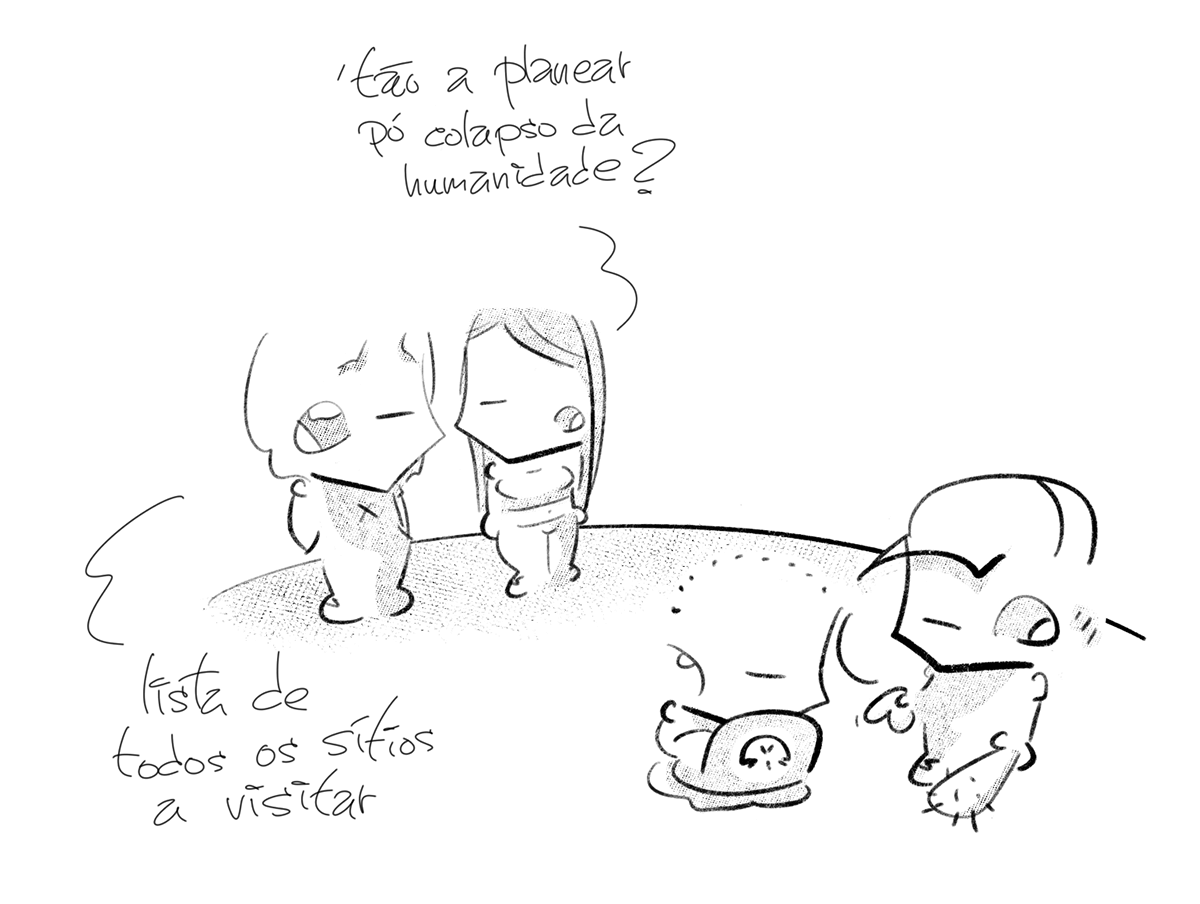 'tão a planear
pó colapso da
humanidade?
lista de
todos os sítios
a visitar